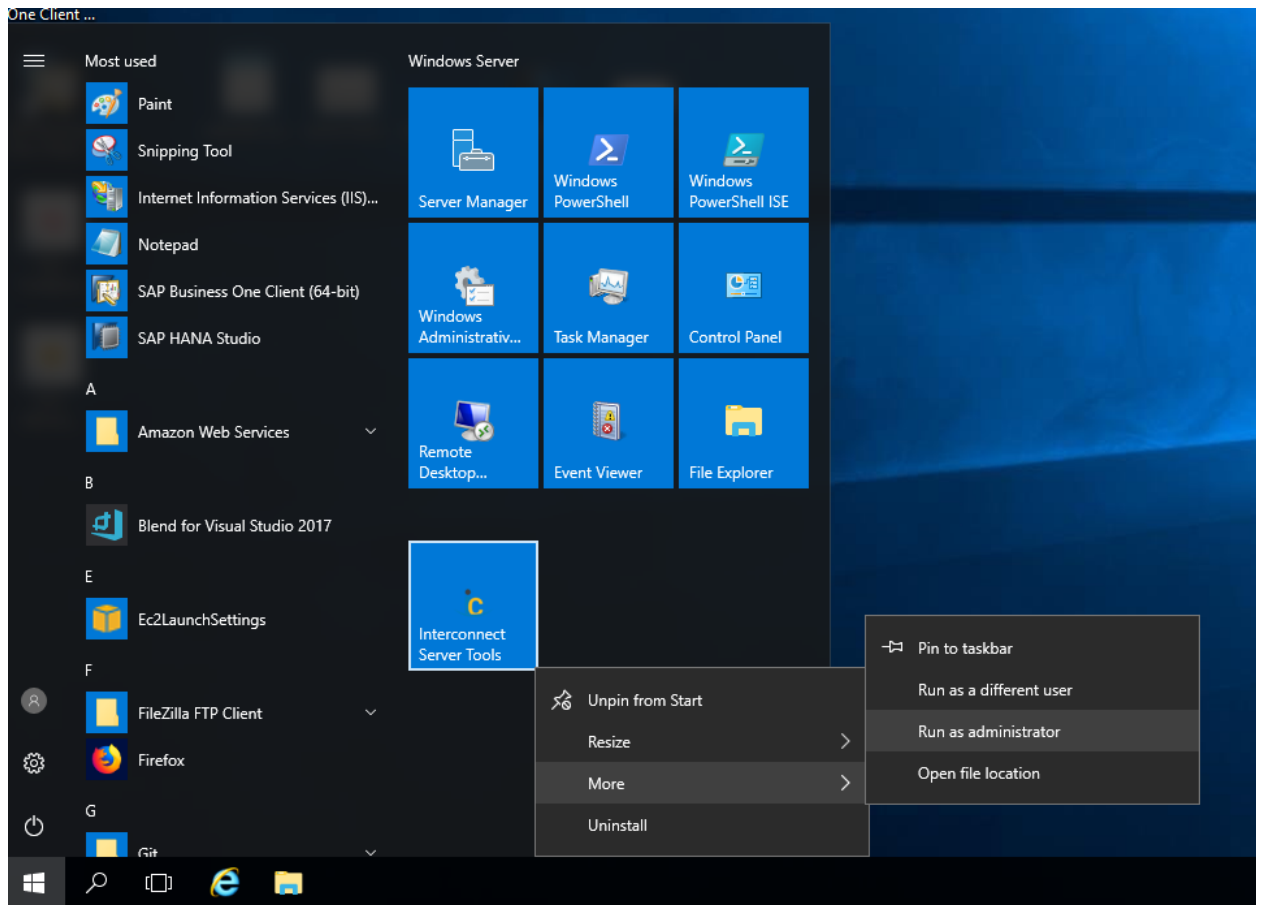 One Client ...
Most used
Paint
Snipping Tool
Internet Information Services (IIS)...
Notepad
SAP Business One Client (64-bit)
SAP HANA Studio
A
Amazon Web Services
B
Blend for Visual Studio 2017
E
Ec2LaunchSettings
F
FileZilla FTP Client
Firefox
G
Git
Windows Server
Server Manager
Windows
PowerShell
Windows
PowerShell ISE
Windows
Administrativ...
Task Manager
Control Panel
Remote
Desktop...
Event Viewer
File Explorer
Interconnect
Server Tools
Unpin from Start
Resize
More
Uninstall
Pin to taskbar
Run as a different user
Run as administrator
Open file location